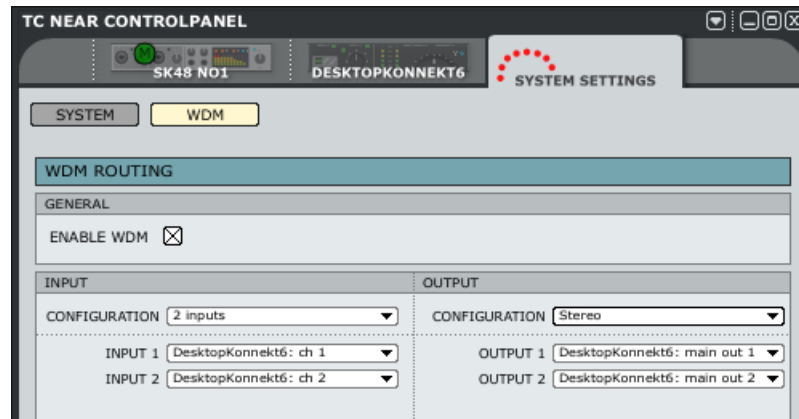 TC NEAR CONTROLPANEL
M
SK48 NO1
DESKTOPKONNEKT6
SYSTEM SETTINGS
SYSTEM
WDM
WDM ROUTING
GENERAL
ENABLE WDM
INPUT
CONFIGURATION 2 inputs
INPUT 1 DesktopKonnekt6: ch 1
INPUT 2 DesktopKonnekt6: ch 2
OUTPUT
CONFIGURATION Stereo
OUTPUT 1 DesktopKonnekt6: main out 1
OUTPUT 2 DesktopKonnekt6: main out 2